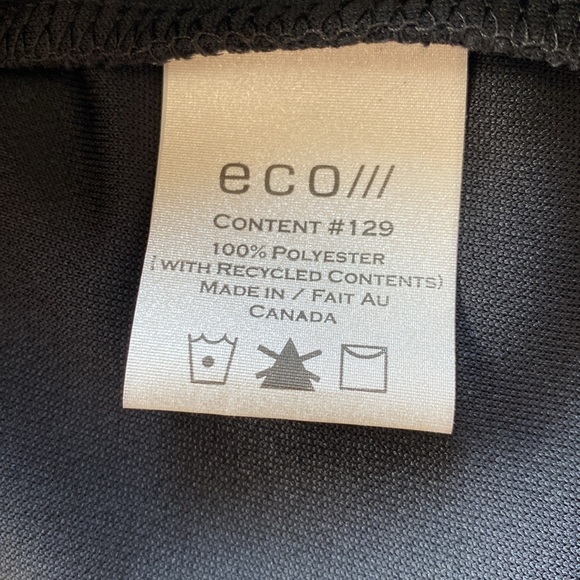 eco///
CONTENT #129
100% POLYESTER
(WITH RECYCLED CONTENTS)
MADE IN / FAIT AU
CANADA